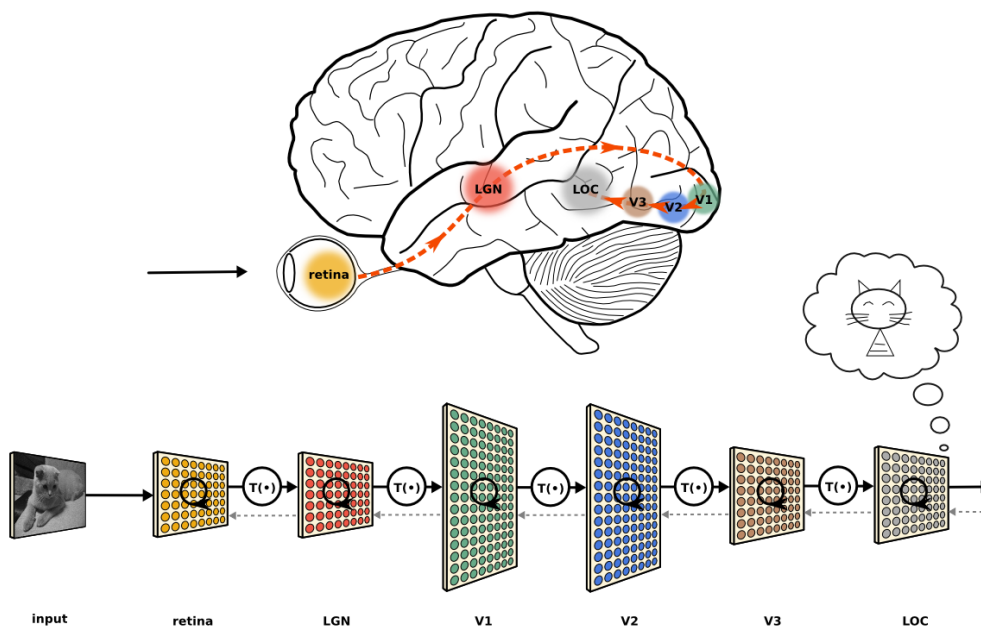 LGN
LOC
V3
V2
V1
retina
T(•)
T(•)
T(•)
T(•)
T(•)
input
retina
LGN
V1
V2
V3
LOC